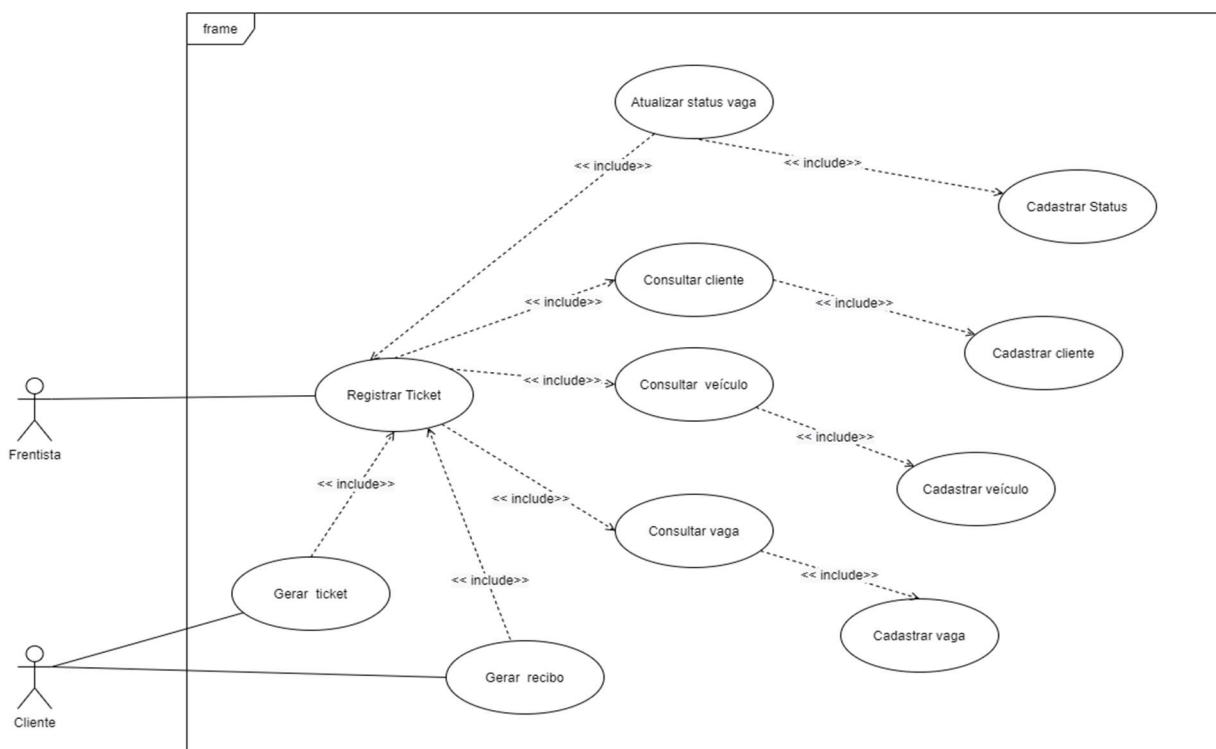 frame
Atualizar status vaga
<< include>>
<< include>>
Cadastrar Status
Consultar cliente
<< include>>
<< include>>
Cadastrar cliente
Consultar veículo
<< include>>
Registrar Ticket
Frentista
<< include>>
<< include>>
Cadastrar veículo
<< include>>
Consultar vaga
<< include>>
<< include>>
Gerar ticket
Cadastrar vaga
Gerar recibo
Cliente